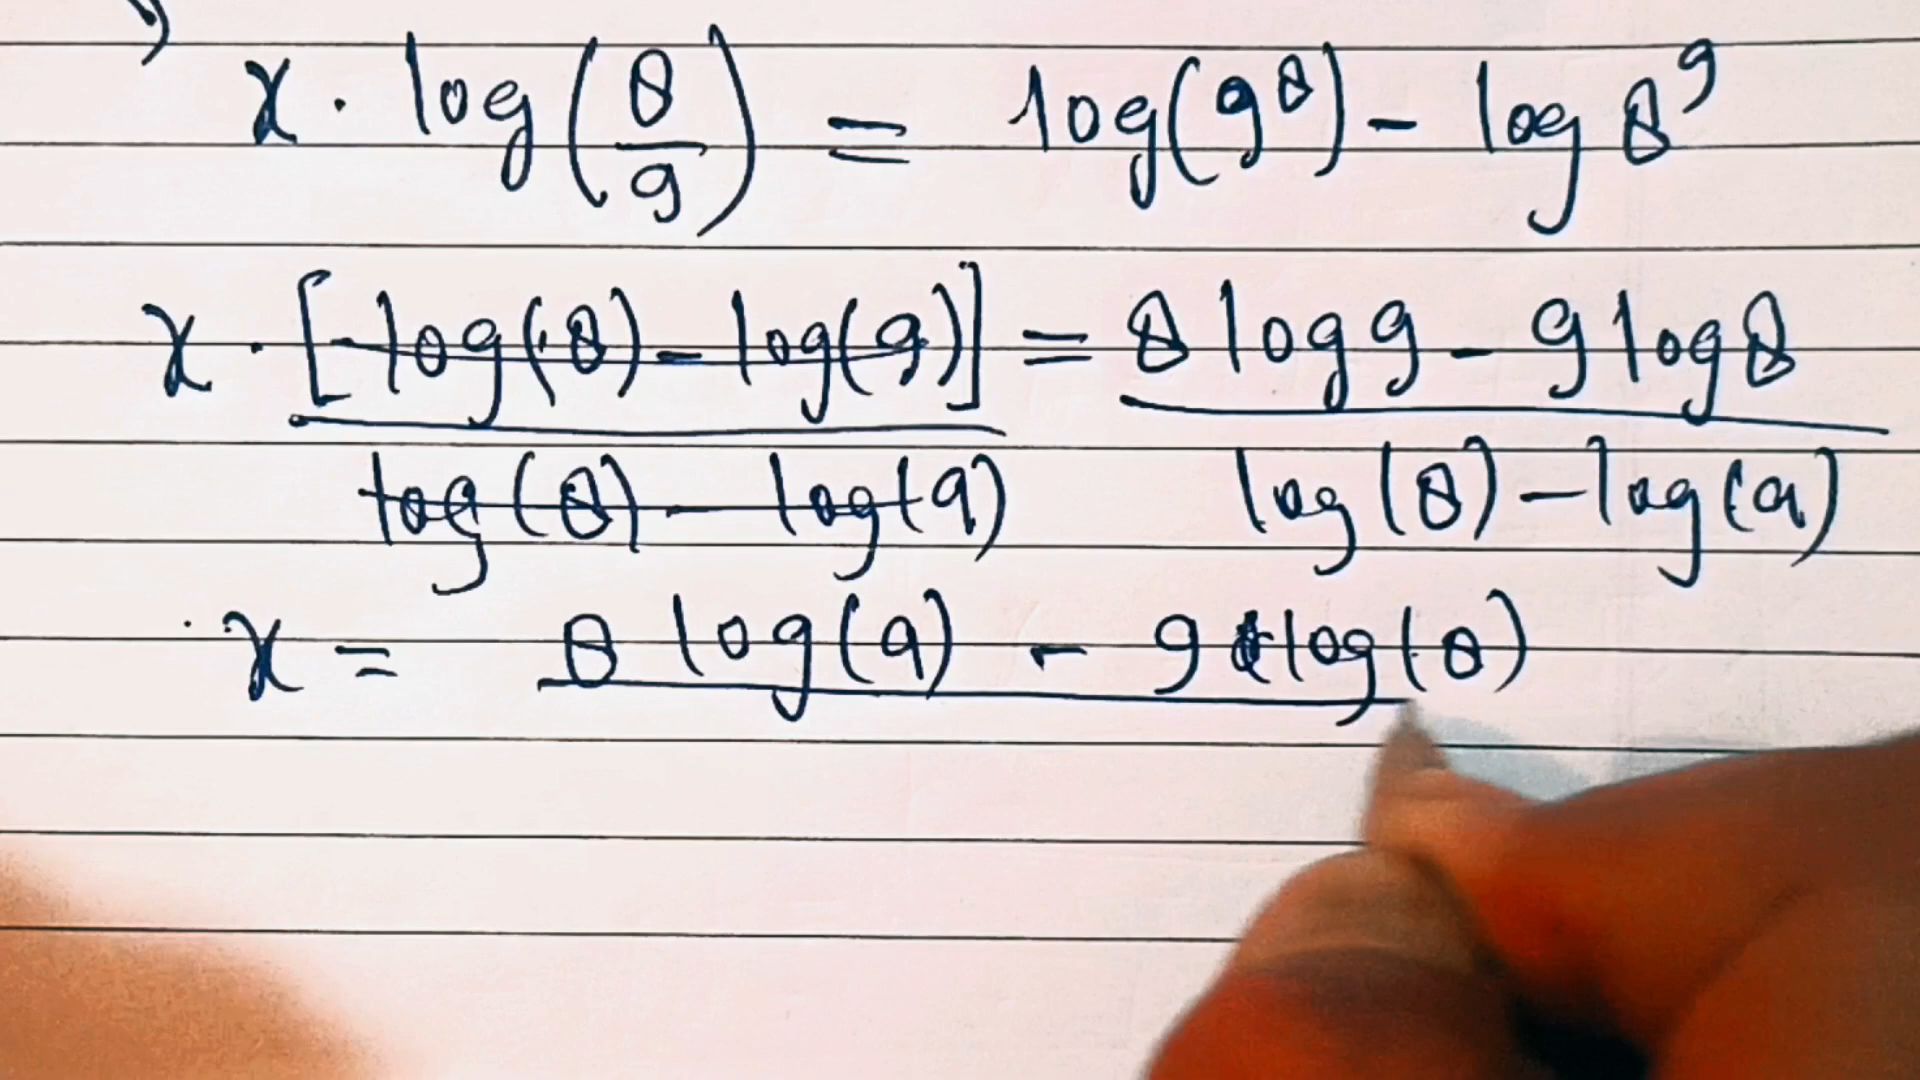 x · log(8/9) = log(9^8) - log 8^9
x · [log(8) - log(9)] = 8 log 9 - 9 log 8
log(8) - log(9) log(8) - log(9)
x = 8 log(9) - 9 log(8)